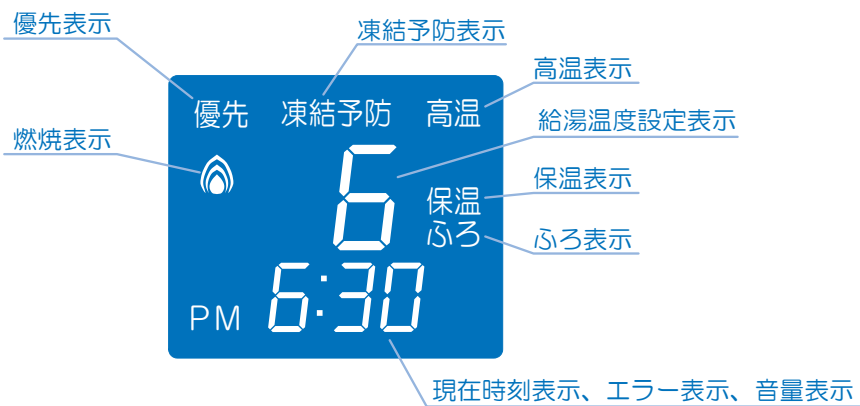 優先表示
凍結予防表示
高温表示
優先 凍結予防 高温
給湯温度設定表示
燃焼表示
6
保温表示
保温
ふろ
ふろ表示
PM 6:30
現在時刻表示、エラー表示、音量表示